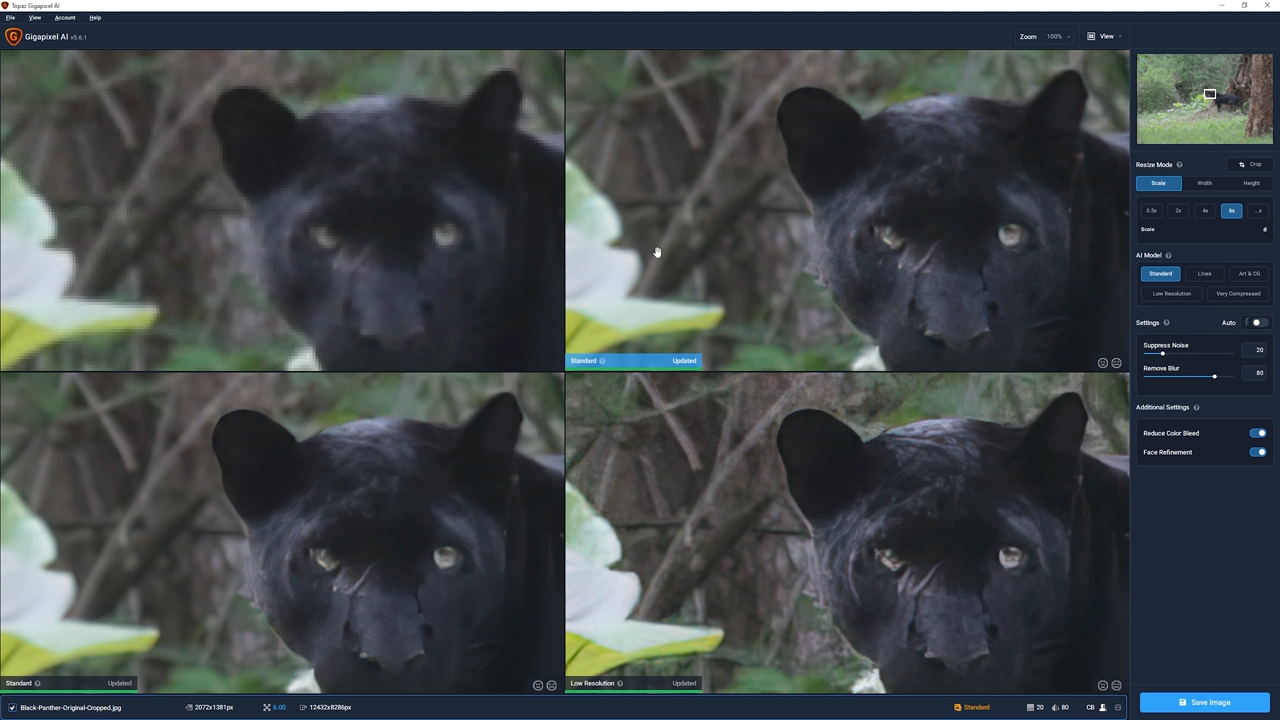 Topaz Gigapixel AI
File View Account Help
Gigapixel AI v5.6.1
Zoom 100% View
Resize Mode Crop
Scale Width Height
0.5x 2x 4x 6x ...x
Scale 6
AI Model
Standard Lines Art & CG
Low Resolution Very Compressed
Settings Auto
Suppress Noise 20
Remove Blur 80
Additional Settings
Reduce Color Bleed
Face Refinement
Standard Updated
Standard Updated
Low Resolution Updated
Black-Panther-Original-Cropped.jpg 2072x1381px 6.00 12432x8286px Standard 20 80 CB
Save Image